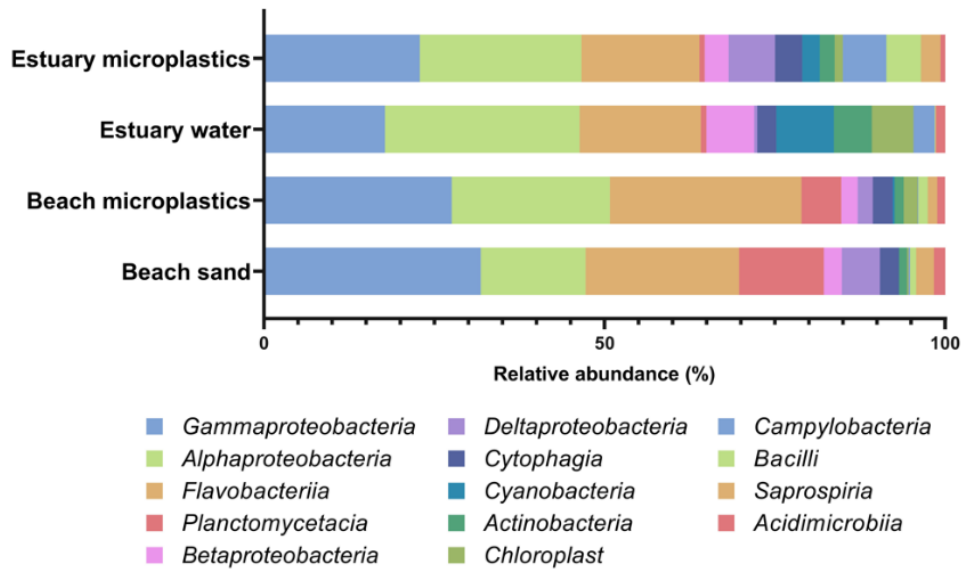 Estuary microplastics
Estuary water
Beach microplastics
Beach sand
0 50 100
Relative abundance (%)
Gammaproteobacteria Deltaproteobacteria Campylobacteria
Alphaproteobacteria Cytophagia Bacilli
Flavobacteriia Cyanobacteria Saprospiria
Planctomycetacia Actinobacteria Acidimicrobiia
Betaproteobacteria Chloroplast